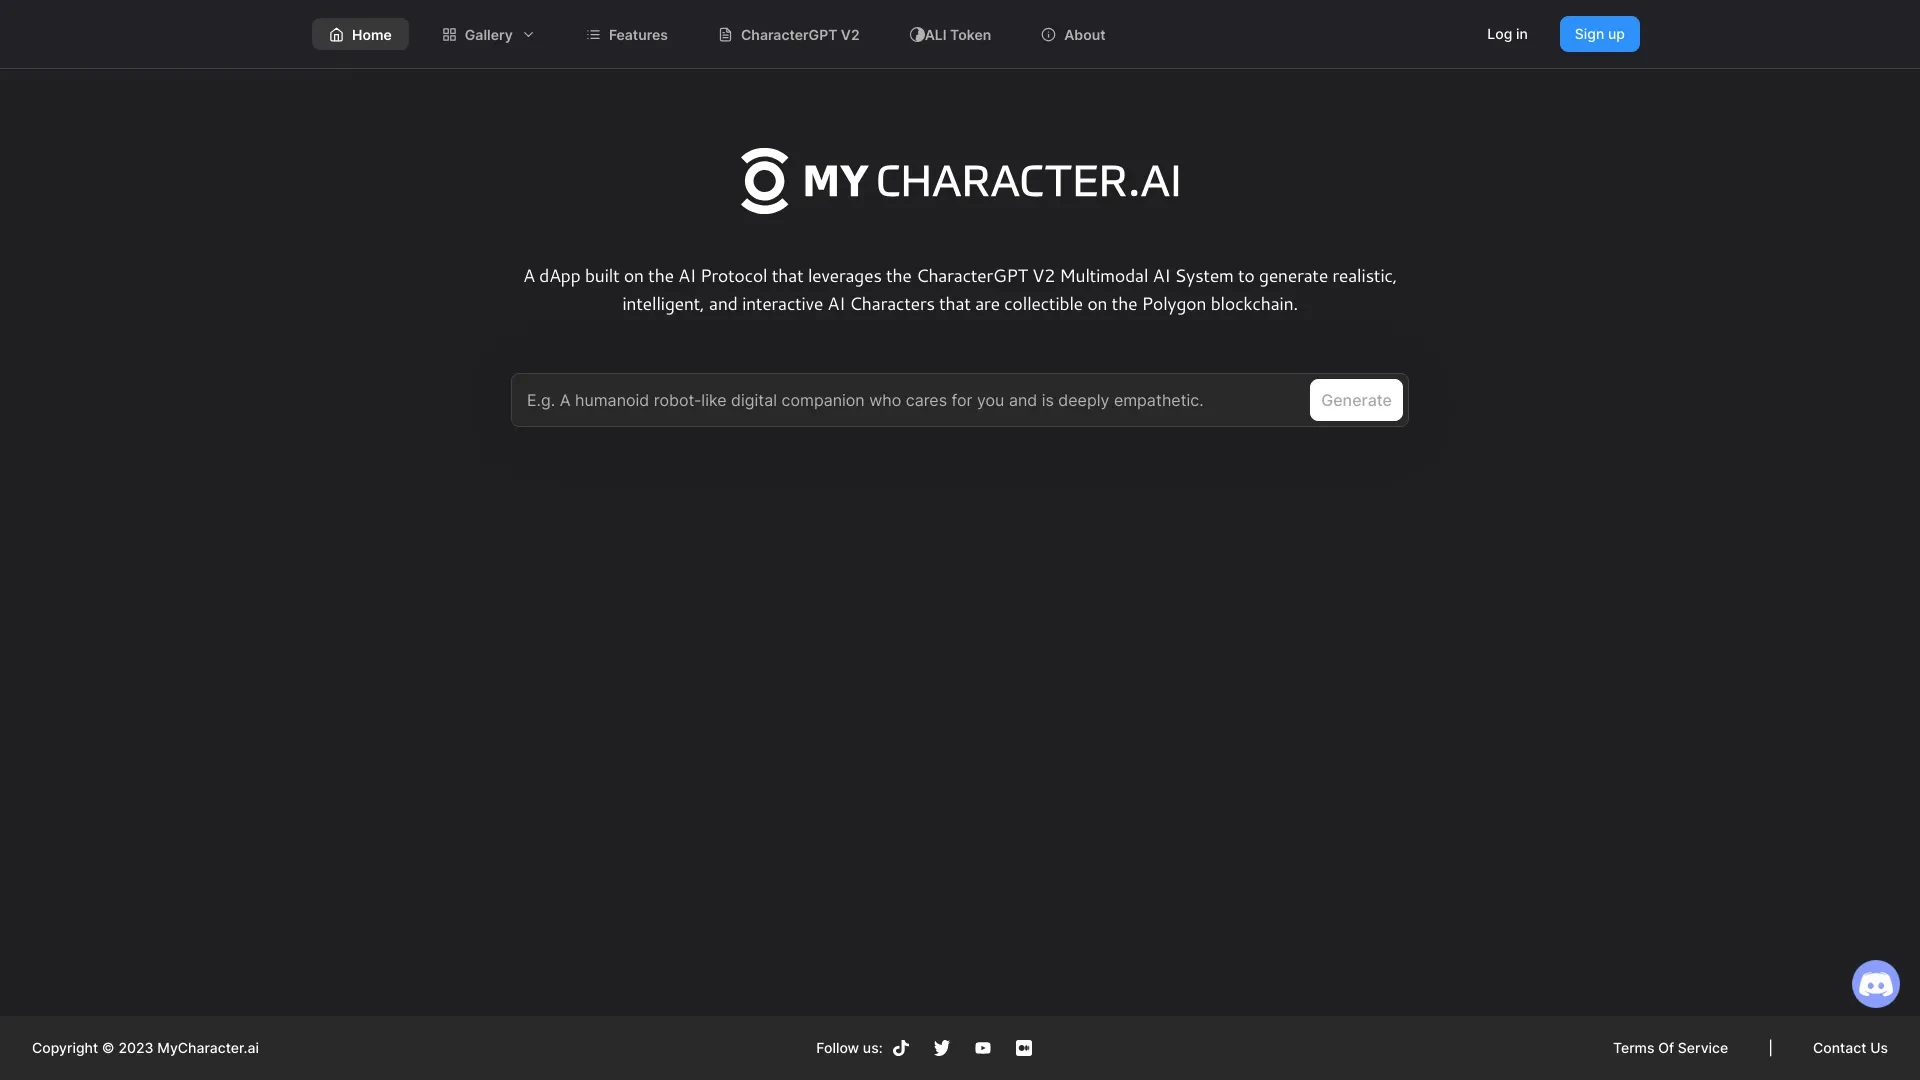 Home
Gallery
Features
CharacterGPT V2
ALI Token
About
Log in
Sign up
MY CHARACTER.AI
A dApp built on the AI Protocol that leverages the CharacterGPT V2 Multimodal AI System to generate realistic,
intelligent, and interactive AI Characters that are collectible on the Polygon blockchain.
E.g. A humanoid robot-like digital companion who cares for you and is deeply empathetic.
Generate
Copyright © 2023 MyCharacter.ai
Follow us:
Terms Of Service
|
Contact Us